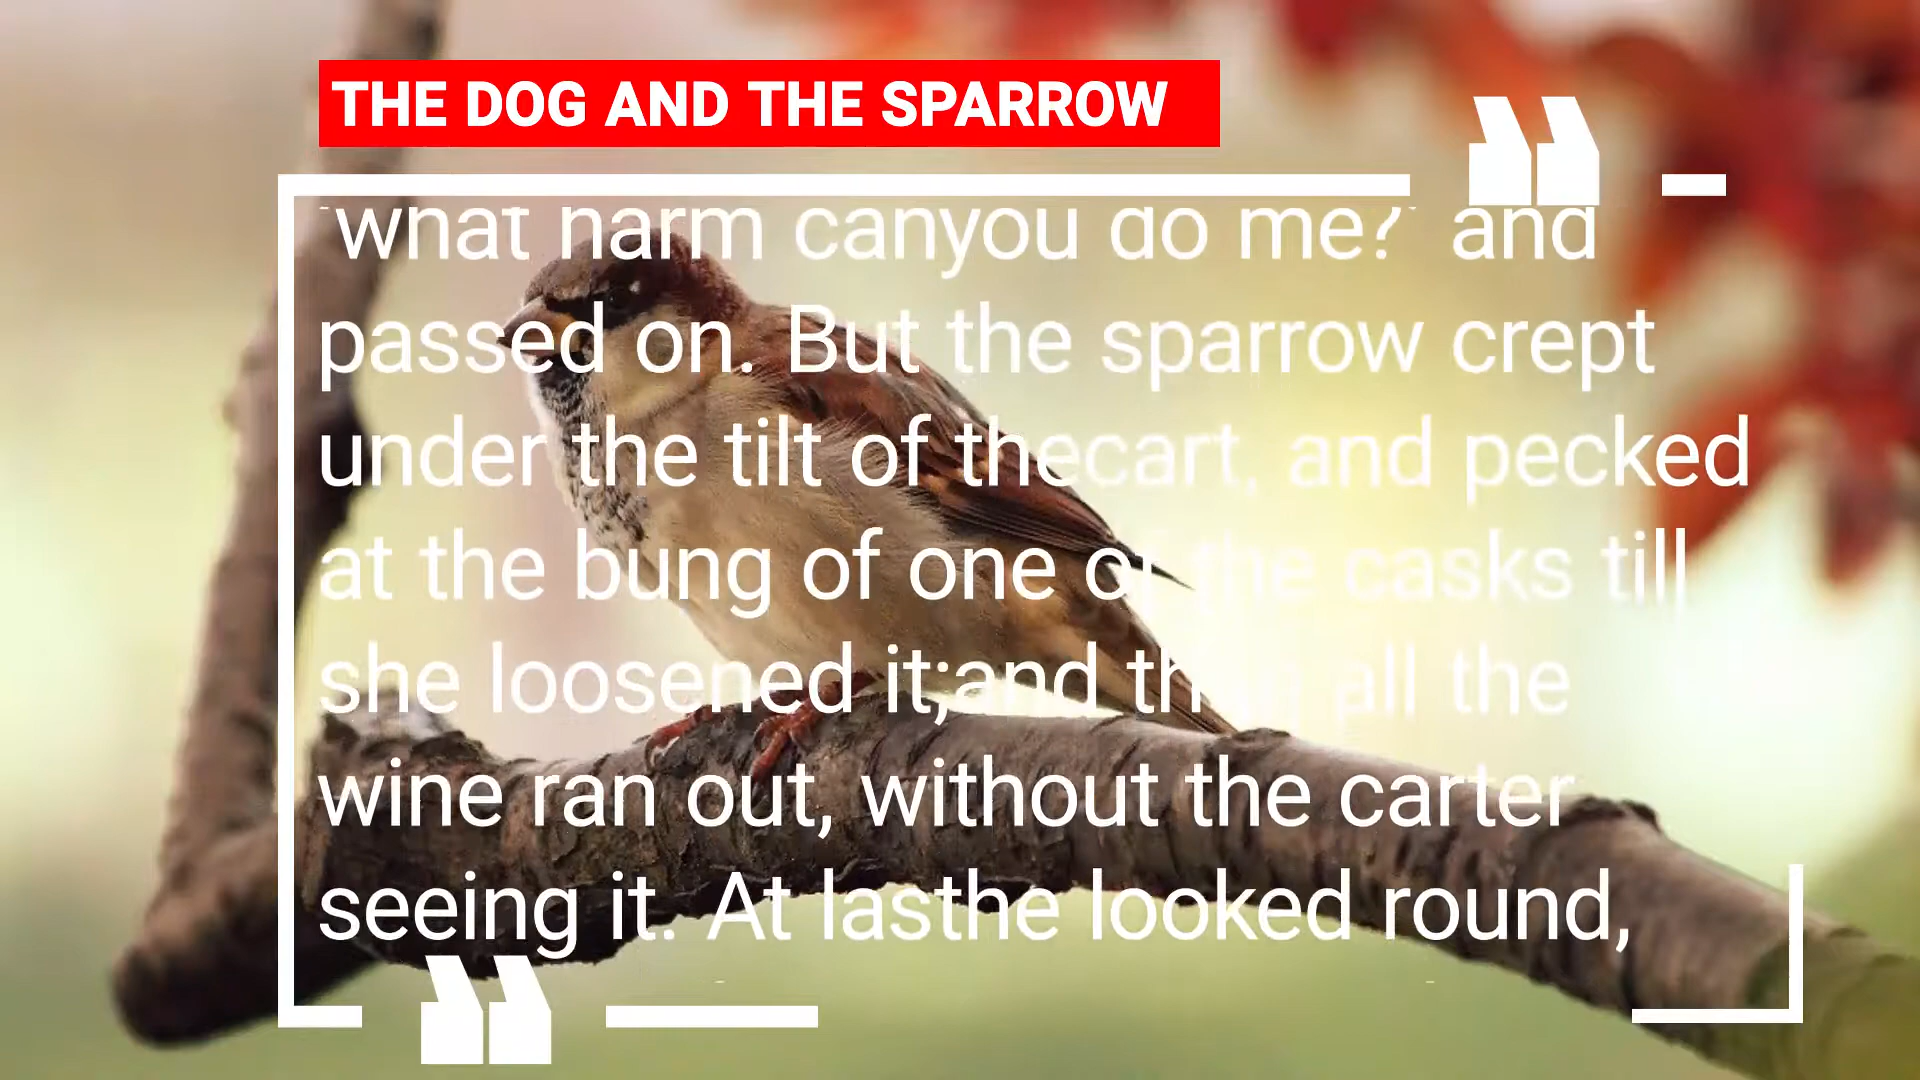 THE DOG AND THE SPARROW
'what harm canyou do me?' and
passed on. But the sparrow crept
under the tilt of thecart, and pecked
at the bung of one of the casks till
she loosened it;and then all the
wine ran out, without the carter
seeing it. At lasthe looked round,